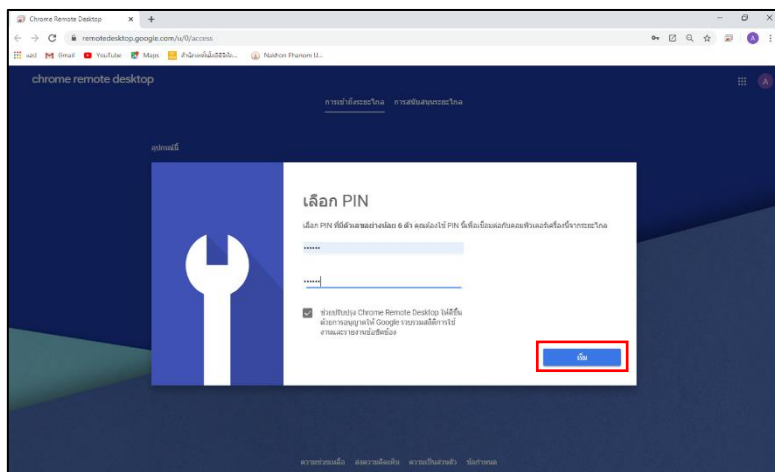 Chrome Remote Desktop
remotedesktop.google.com/u/0/access
แอป Gmail YouTube Maps Nakhon Phanom U...
chrome remote desktop
A
การเข้าถึงระยะไกล การสนับสนุนระยะไกล
อุปกรณ์นี้
เลือก PIN
เลือก PIN ที่มีตัวเลขอย่างน้อย 6 ตัว คุณต้องใช้ PIN นี้เพื่อเชื่อมต่อกับคอมพิวเตอร์เครื่องนี้จากระยะไกล
ช่วยปรับปรุง Chrome Remote Desktop ให้ดีขึ้น
ด้วยการอนุญาตให้ Google รวบรวมสถิติการใช้
งานและรายงานข้อขัดข้อง
เริ่ม
ความช่วยเหลือ ส่งความคิดเห็น ความเป็นส่วนตัว ข้อกำหนด